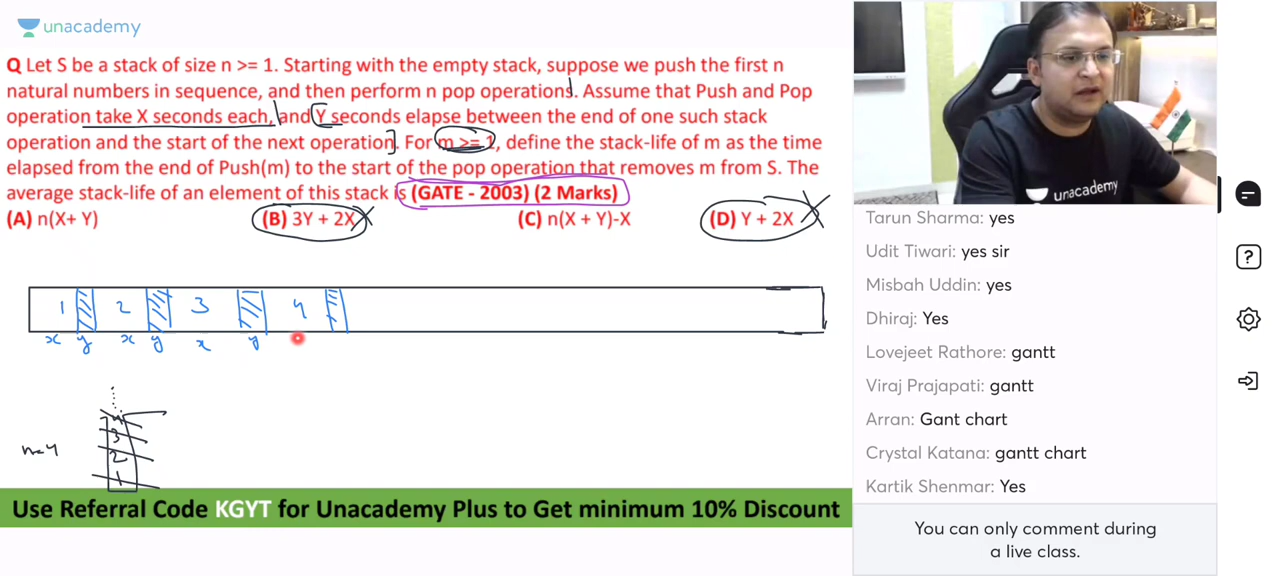 unacademy
Q Let S be a stack of size n >= 1. Starting with the empty stack, suppose we push the first n
natural numbers in sequence, and then perform n pop operations. Assume that Push and Pop
operation take X seconds each, and Y seconds elapse between the end of one such stack
operation and the start of the next operation. For m >= 1, define the stack-life of m as the time
elapsed from the end of Push(m) to the start of the pop operation that removes m from S. The
average stack-life of an element of this stack is (GATE - 2003) (2 Marks)
(A) n(X+ Y) (B) 3Y + 2X (C) n(X + Y)-X (D) Y + 2X
1 2 3 4
x y x y x y
4
3
n=4 2
1
Use Referral Code KGYT for Unacademy Plus to Get minimum 10% Discount
unacademy
Tarun Sharma: yes
Udit Tiwari: yes sir
Misbah Uddin: yes
Dhiraj: Yes
Lovejeet Rathore: gantt
Viraj Prajapati: gantt
Arran: Gant chart
Crystal Katana: gantt chart
Kartik Shenmar: Yes
You can only comment during
a live class.
?